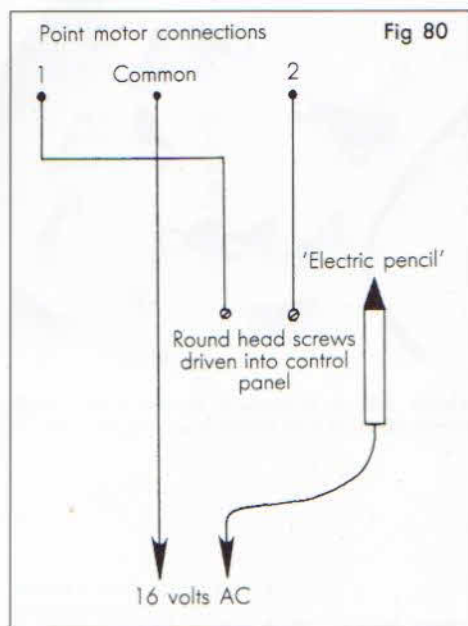 Point motor connections Fig 80
1 Common 2
'Electric pencil'
Round head screws
driven into control
panel
16 volts AC